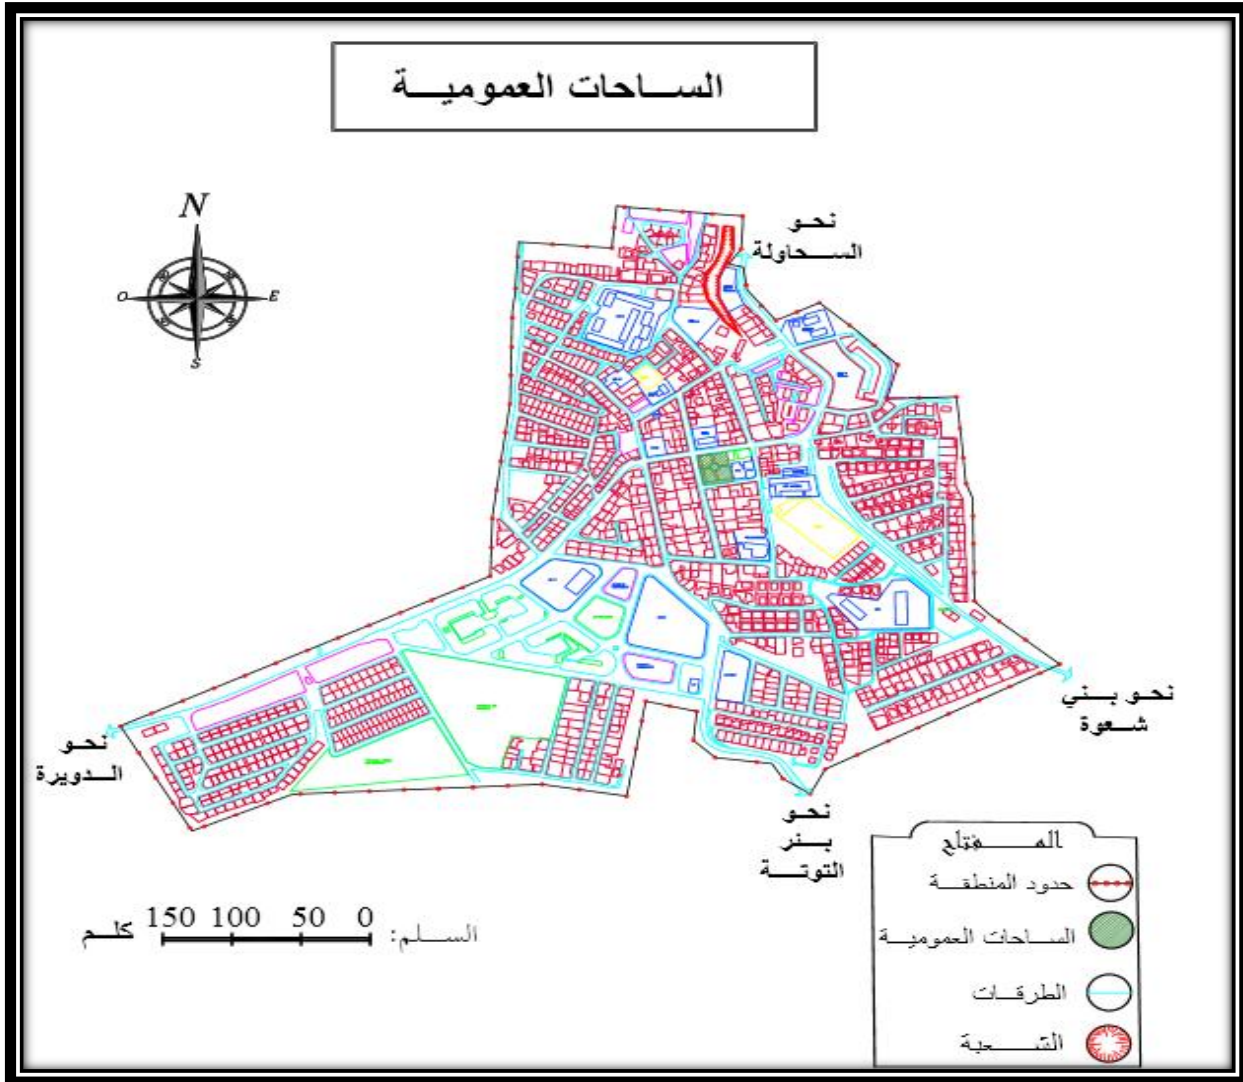 الساحات العمومية
N
O
E
S
نحو
السحاولة
نحو بني
شعوة
نحو
الدويرة
نحو
بئر
التوتة
المفتاح
حدود المنطقة
الساحات العمومية
الطرقات
الشعبة
السلم: 0 50 100 150 كلم